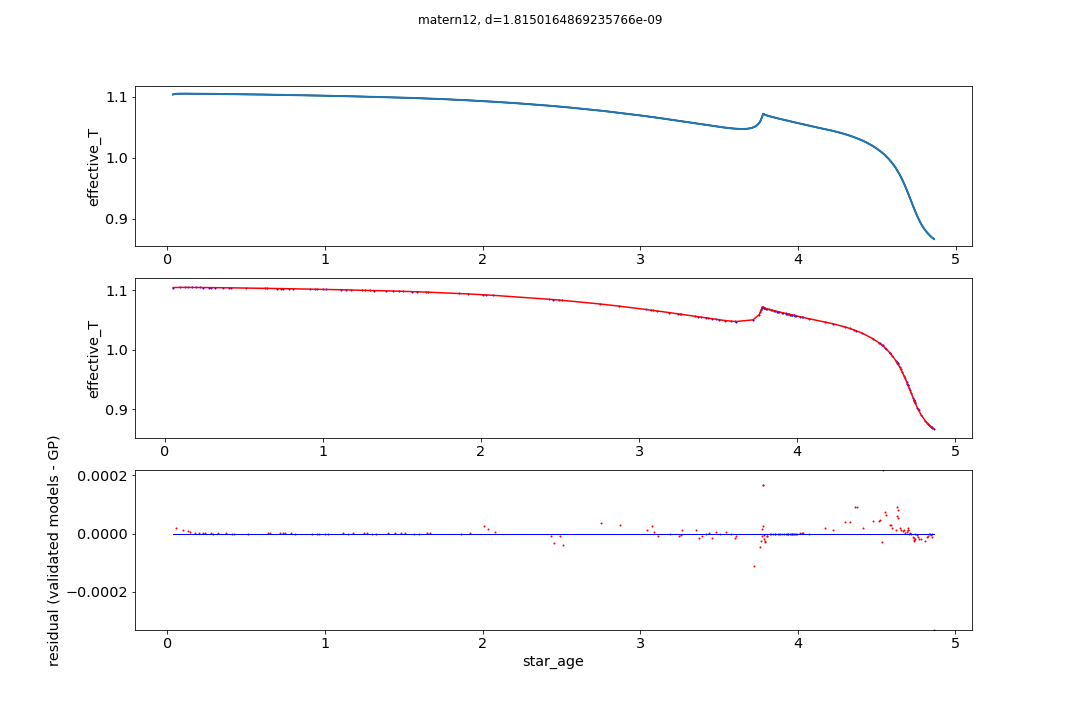 matern12, d=1.8150164869235766e-09
1.1
1.0
0.9
effective_T
0 1 2 3 4 5
1.1
1.0
0.9
effective_T
0 1 2 3 4 5
0.0002
0.0000
−0.0002
residual (validated models - GP)
0 1 2 3 4 5
star_age